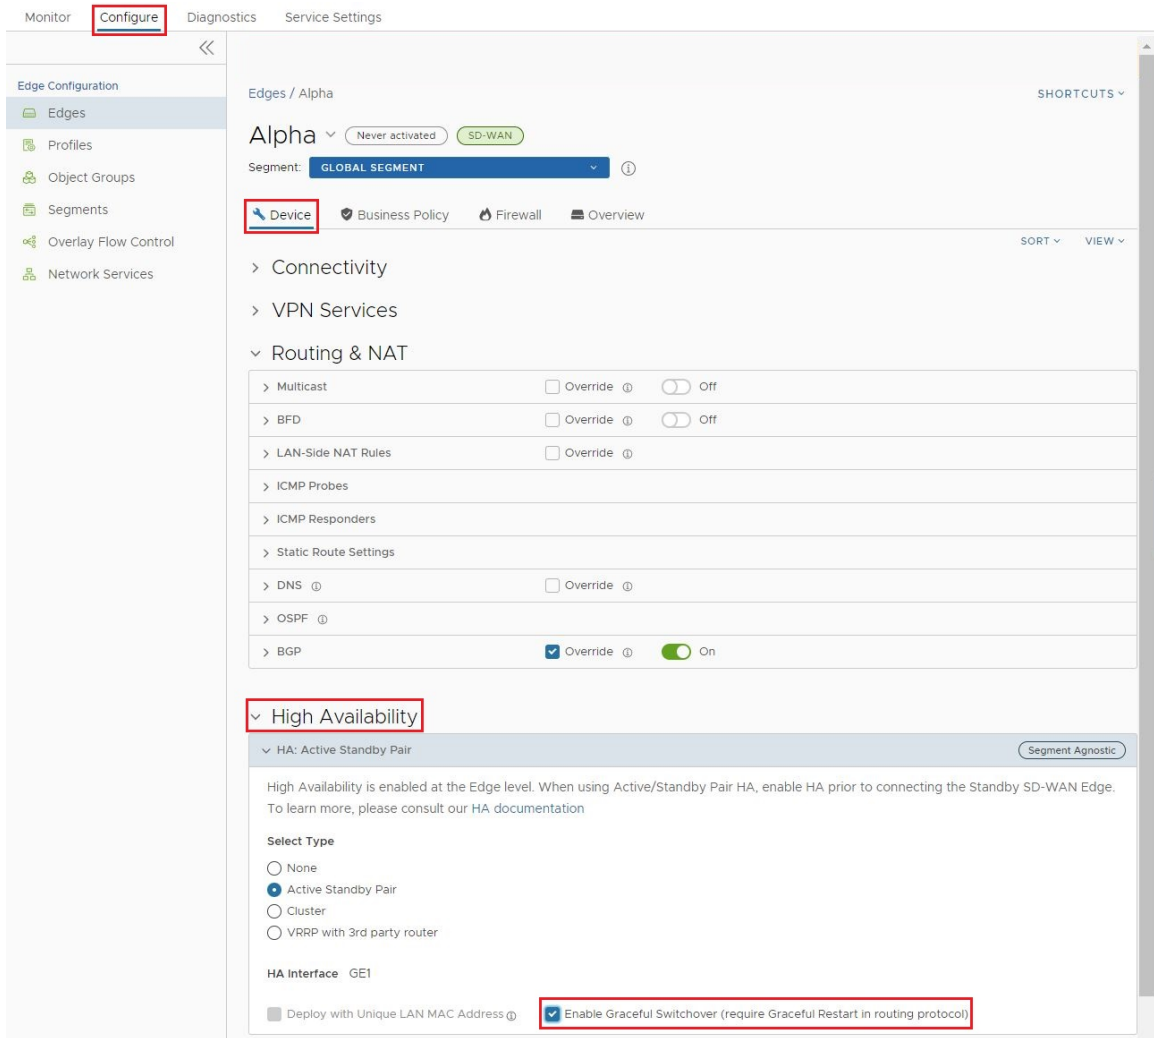 Monitor Configure Diagnostics Service Settings
Edge Configuration
Edges
Profiles
Object Groups
Segments
Overlay Flow Control
Network Services
Edges / Alpha SHORTCUTS
Alpha Never activated SD-WAN
Segment: GLOBAL SEGMENT
Device Business Policy Firewall Overview
SORT VIEW
Connectivity
VPN Services
Routing & NAT
Multicast Override Off
BFD Override Off
LAN-Side NAT Rules Override
ICMP Probes
ICMP Responders
Static Route Settings
DNS Override
OSPF
BGP Override On
High Availability
HA: Active Standby Pair Segment Agnostic
High Availability is enabled at the Edge level. When using Active/Standby Pair HA, enable HA prior to connecting the Standby SD-WAN Edge.
To learn more, please consult our HA documentation
Select Type
None
Active Standby Pair
Cluster
VRRP with 3rd party router
HA Interface GE1
Deploy with Unique LAN MAC Address Enable Graceful Switchover (require Graceful Restart in routing protocol)